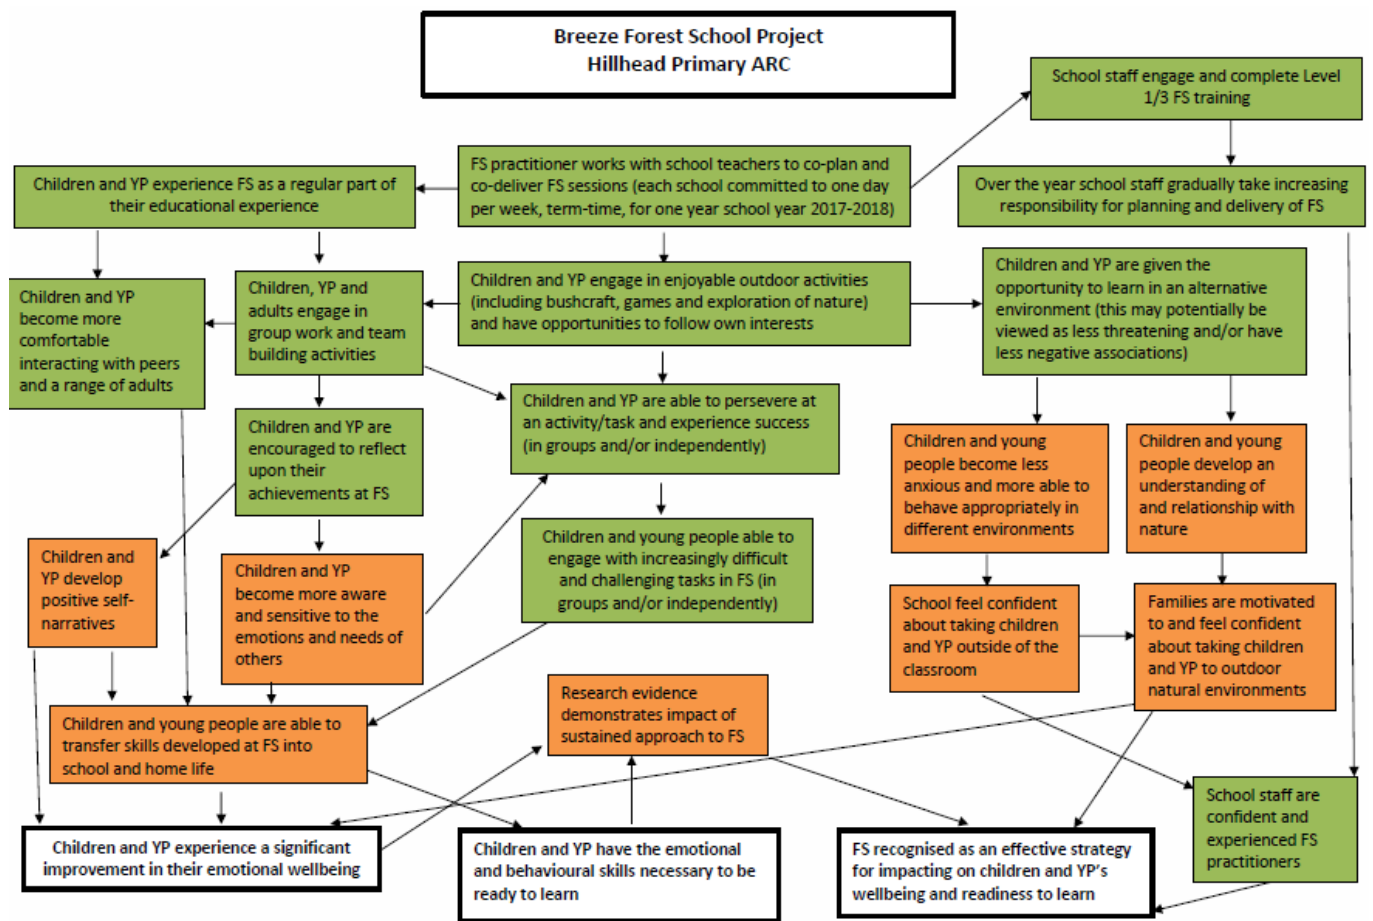 Breeze Forest School Project
Hillhead Primary ARC
School staff engage and complete Level
1/3 FS training
FS practitioner works with school teachers to co-plan and
co-deliver FS sessions (each school committed to one day
per week, term-time, for one year school year 2017-2018)
Children and YP experience FS as a regular part of
their educational experience
Over the year school staff gradually take increasing
responsibility for planning and delivery of FS
Children and YP
become more
comfortable
interacting with peers
and a range of adults
Children, YP and
adults engage in
group work and team
building activities
Children and YP engage in enjoyable outdoor activities
(including bushcraft, games and exploration of nature)
and have opportunities to follow own interests
Children and YP are given the
opportunity to learn in an alternative
environment (this may potentially be
viewed as less threatening and/or have
less negative associations)
Children and YP are
encouraged to reflect
upon their
achievements at FS
Children and YP are able to persevere at
an activity/task and experience success
(in groups and/or independently)
Children and young
people become less
anxious and more able to
behave appropriately in
different environments
Children and young
people develop an
understanding of
and relationship with
nature
Children and
YP develop
positive self-
narratives
Children and YP
become more aware
and sensitive to the
emotions and needs of
others
Children and young people able to
engage with increasingly difficult
and challenging tasks in FS (in
groups and/or independently)
School feel confident
about taking children
and YP outside of the
classroom
Families are motivated
to and feel confident
about taking children
and YP to outdoor
natural environments
Children and young people are able to
transfer skills developed at FS into
school and home life
Research evidence
demonstrates impact of
sustained approach to FS
School staff are
confident and
experienced FS
practitioners
Children and YP experience a significant
improvement in their emotional wellbeing
Children and YP have the emotional
and behavioural skills necessary to be
ready to learn
FS recognised as an effective strategy
for impacting on children and YP's
wellbeing and readiness to learn